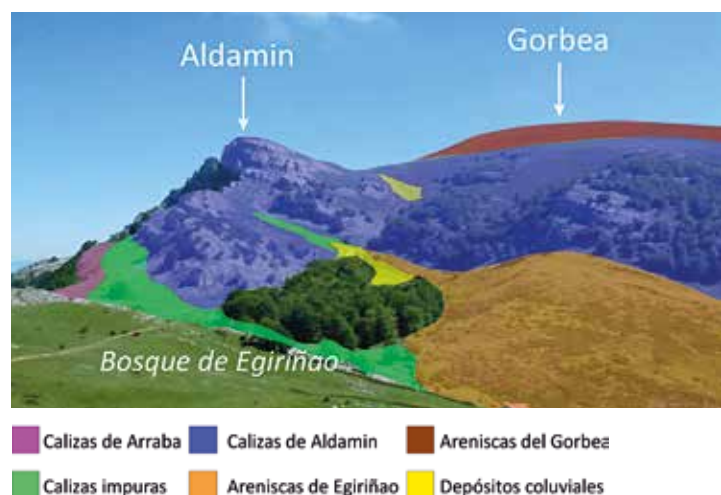 Aldamin
Gorbea
Bosque de Egiriñao
Calizas de Arraba
Calizas de Aldamin
Areniscas del Gorbea
Calizas impuras
Areniscas de Egiriñao
Depósitos coluviales